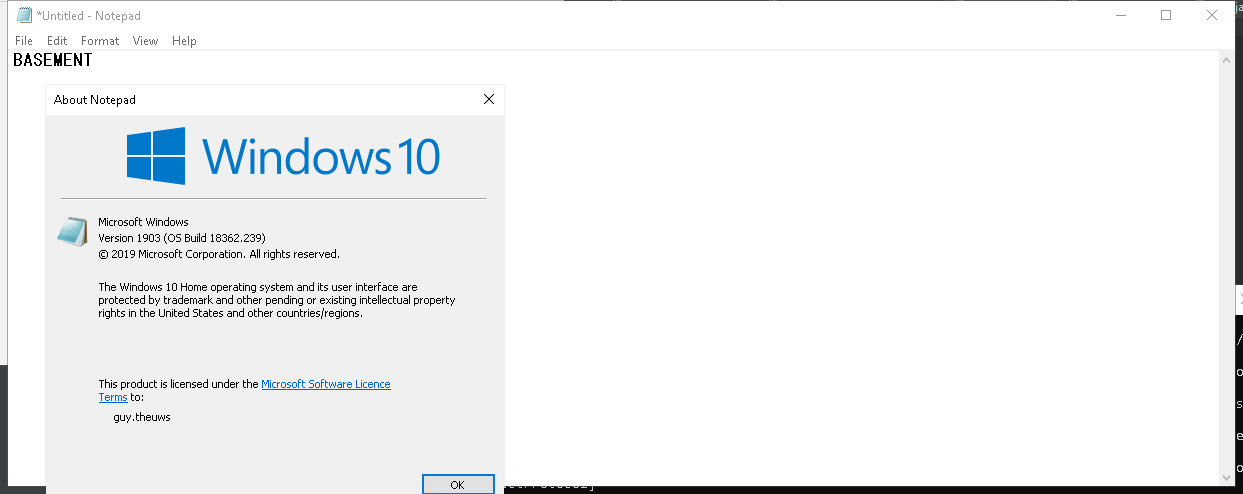 *Untitled - Notepad
File Edit Format View Help
BASEMENT
About Notepad
Windows 10
Microsoft Windows
Version 1903 (OS Build 18362.239)
© 2019 Microsoft Corporation. All rights reserved.
The Windows 10 Home operating system and its user interface are
protected by trademark and other pending or existing intellectual property
rights in the United States and other countries/regions.
This product is licensed under the Microsoft Software Licence
Terms to:
guy.theuws
OK